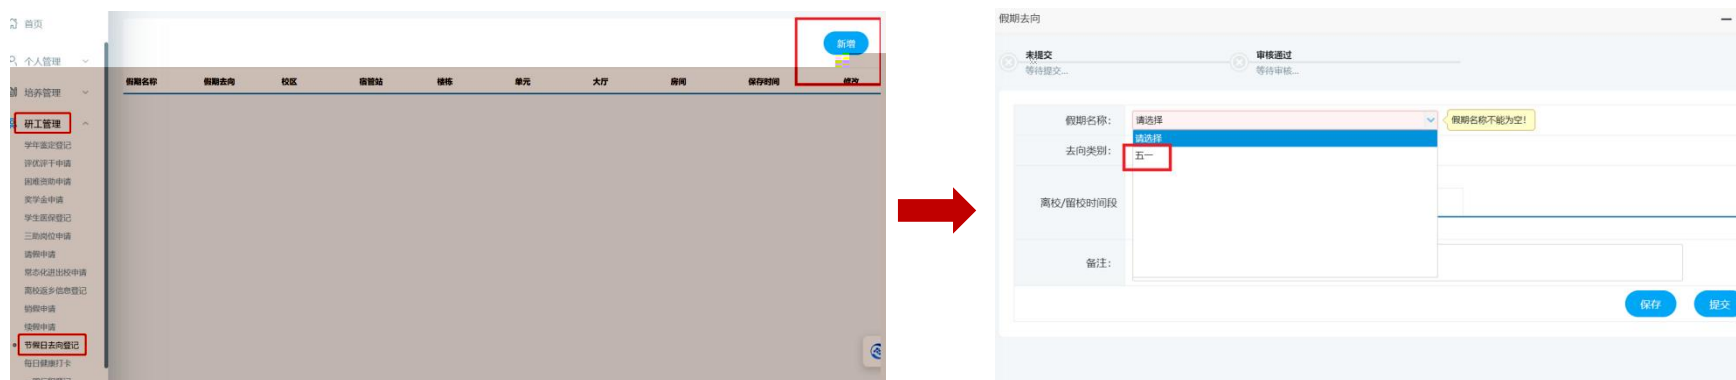 首页
个人管理
培养管理
研工管理
学年鉴定登记
评优评干申请
困难资助申请
奖学金申请
学生医保登记
三助岗位申请
请假申请
常态化进出校申请
离校返乡信息登记
销假申请
续假申请
节假日去向登记
每日健康打卡
新增
假期名称 假期去向 校区 宿管站 楼栋 单元 大厅 房间 保存时间 修改
假期去向
未提交
等待提交...
审核通过
等待审核...
假期名称: 请选择 假期名称不能为空!
请选择
去向类别:
五一
离校/留校时间段
备注:
保存 提交